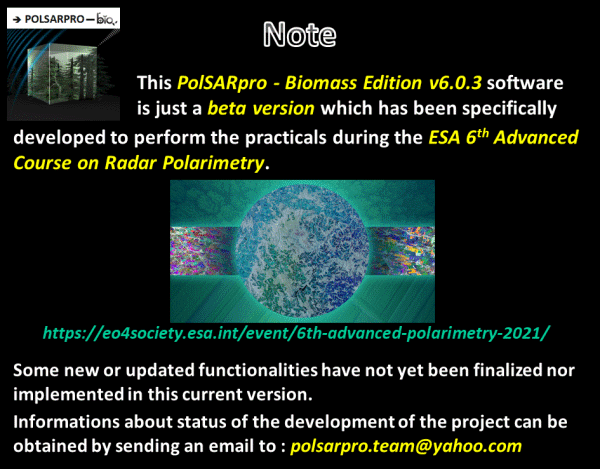 → POLSARPRO – bio
Note
This PolSARpro - Biomass Edition v6.0.3 software
is just a beta version which has been specifically
developed to perform the practicals during the ESA 6th Advanced
Course on Radar Polarimetry.
https://eo4society.esa.int/event/6th-advanced-polarimetry-2021/
Some new or updated functionalities have not yet been finalized nor
implemented in this current version.
Informations about status of the development of the project can be
obtained by sending an email to : polsarpro.team@yahoo.com